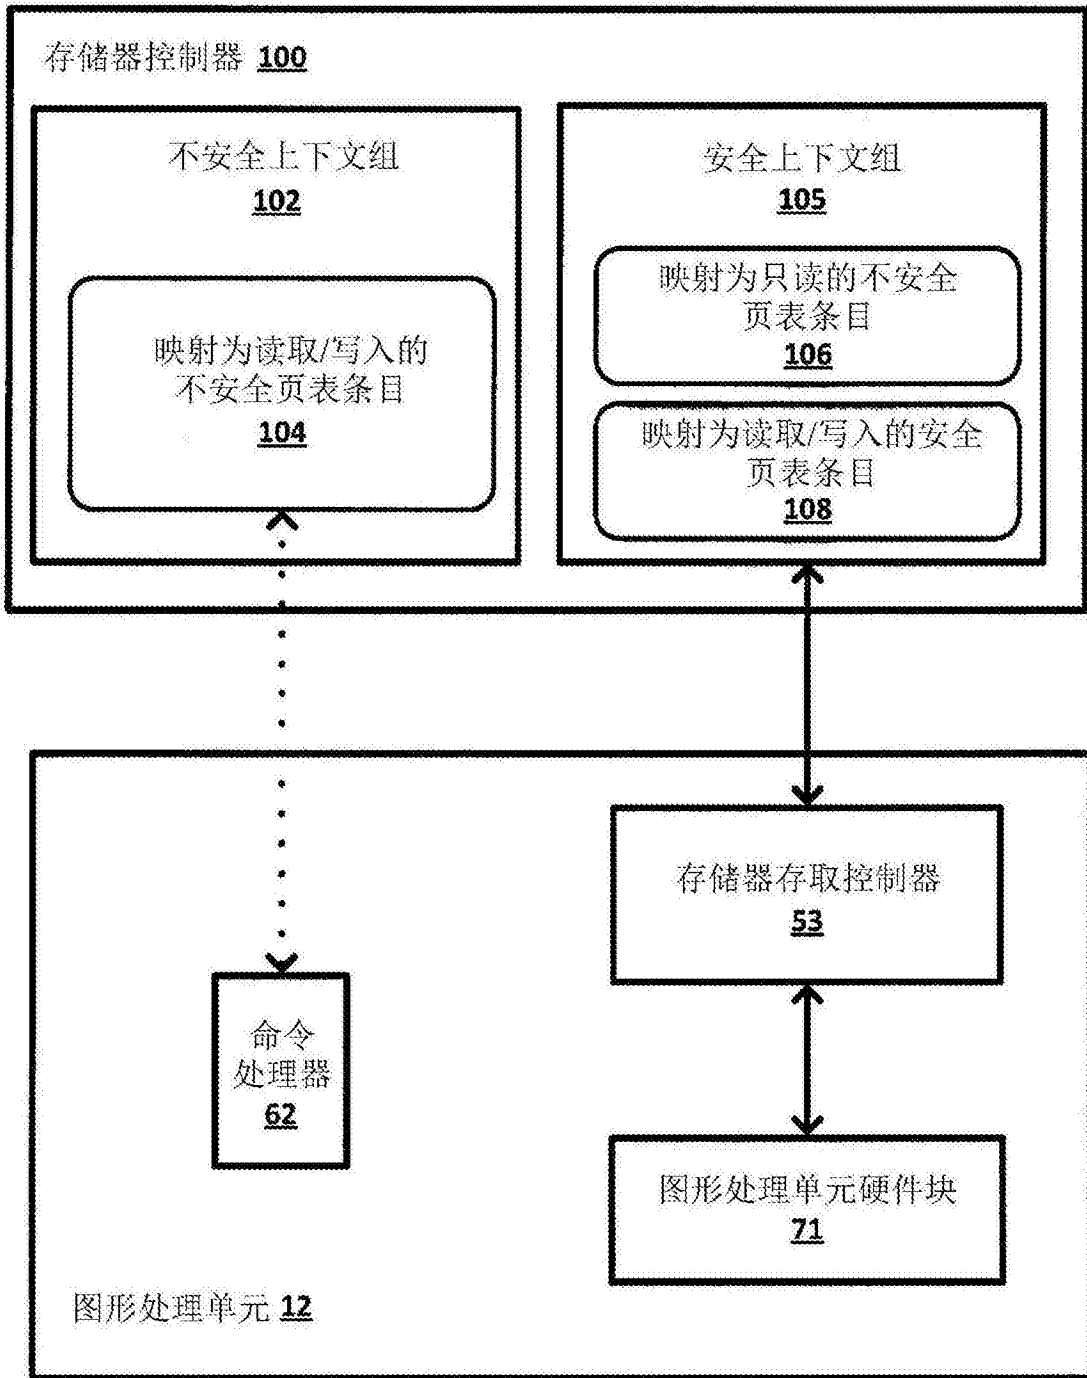 存储器控制器 100
不安全上下文组
102
映射为读取/写入的
不安全页表条目
104
安全上下文组
105
映射为只读的不安全
页表条目
106
映射为读取/写入的安全
页表条目
108
存储器存取控制器
53
命令
处理器
62
图形处理单元硬件块
71
图形处理单元 12